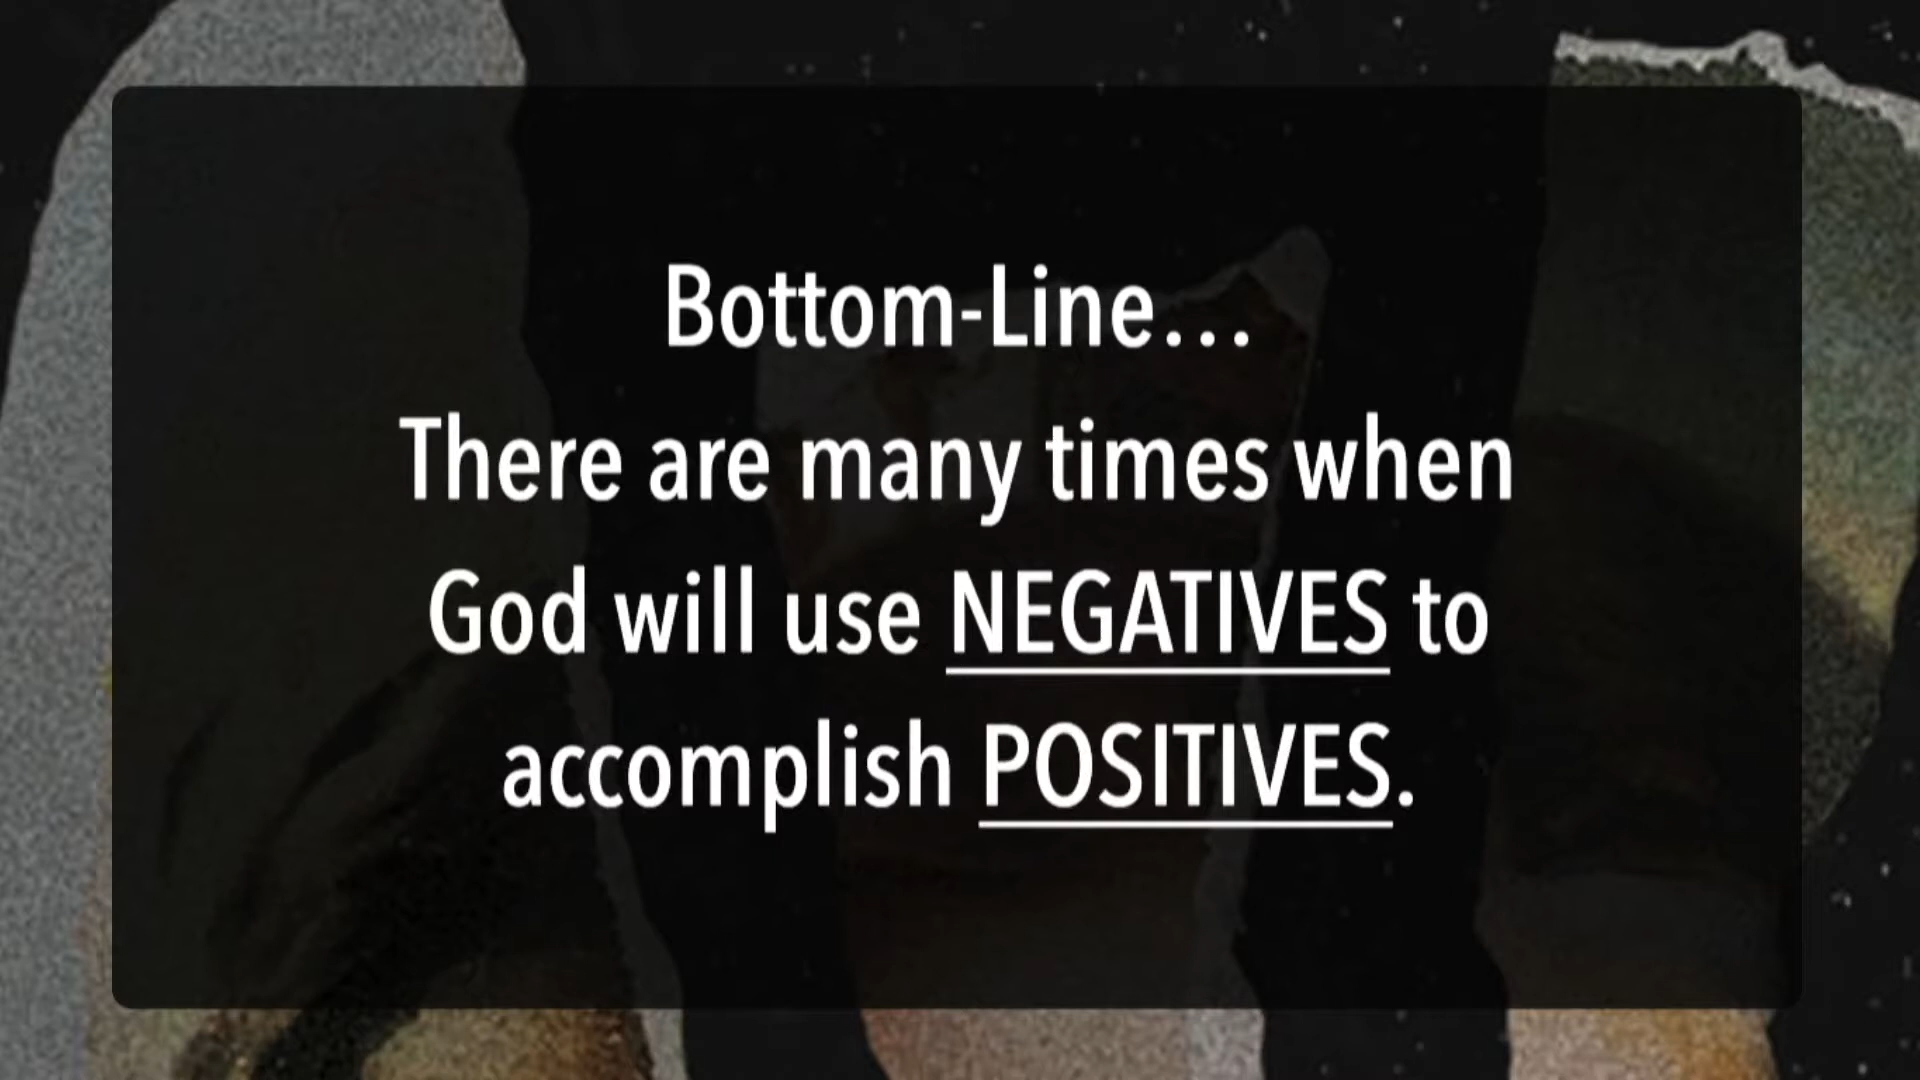 Bottom-Line...
There are many times when
God will use NEGATIVES to
accomplish POSITIVES.